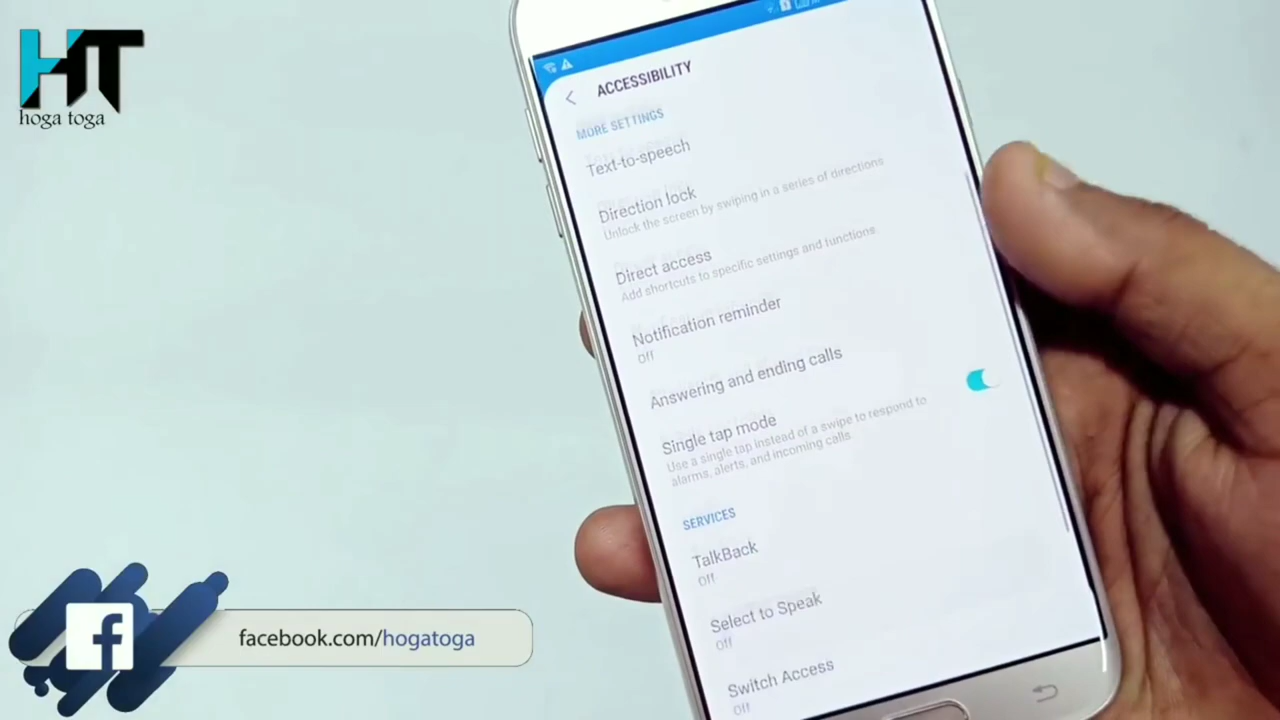 HT
hoga toga
ACCESSIBILITY
MORE SETTINGS
Text-to-speech
Direction lock
Unlock the screen by swiping in a series of directions
Direct access
Add shortcuts to specific settings and functions.
Notification reminder
Off
Answering and ending calls
Single tap mode
Use a single tap instead of a swipe to respond to
alarms, alerts, and incoming calls.
SERVICES
TalkBack
Off
Select to Speak
Off
Switch Access
Off
f
facebook.com/hogatoga